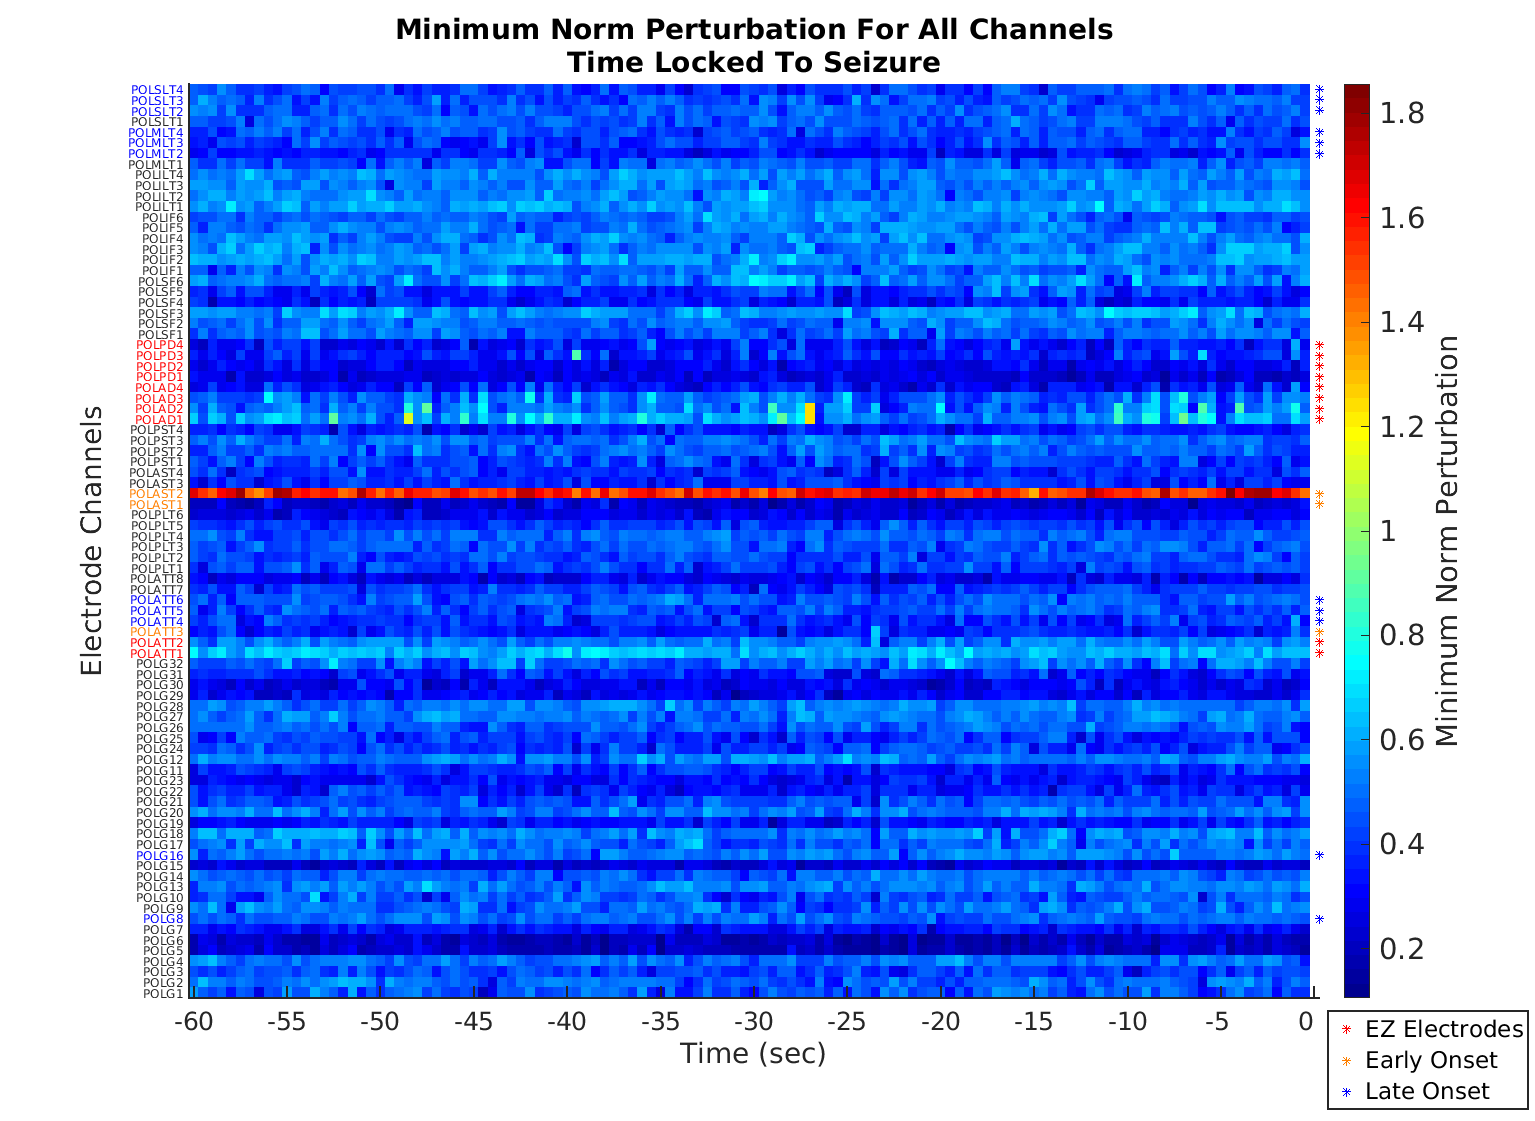 Minimum Norm Perturbation For All Channels
Time Locked To Seizure
Electrode Channels
POLSLT4
POLSLT3
POLSLT2
POLSLT1
POLMLT4
POLMLT3
POLMLT2
POLMLT1
POLILT4
POLILT3
POLILT2
POLILT1
POLIF6
POLIF5
POLIF4
POLIF3
POLIF2
POLIF1
POLSF6
POLSF5
POLSF4
POLSF3
POLSF2
POLSF1
POLPD4
POLPD3
POLPD2
POLPD1
POLAD4
POLAD3
POLAD2
POLAD1
POLPST4
POLPST3
POLPST2
POLPST1
POLAST4
POLAST3
POLAST2
POLAST1
POLPLT6
POLPLT5
POLPLT4
POLPLT3
POLPLT2
POLPLT1
POLATT8
POLATT7
POLATT6
POLATT5
POLATT4
POLATT3
POLATT2
POLATT1
POLG32
POLG31
POLG30
POLG29
POLG28
POLG27
POLG26
POLG25
POLG24
POLG12
POLG11
POLG23
POLG22
POLG21
POLG20
POLG19
POLG18
POLG17
POLG16
POLG15
POLG14
POLG13
POLG10
POLG9
POLG8
POLG7
POLG6
POLG5
POLG4
POLG3
POLG2
POLG1
-60 -55 -50 -45 -40 -35 -30 -25 -20 -15 -10 -5 0
Time (sec)
1.8
1.6
1.4
1.2
1
0.8
0.6
0.4
0.2
Minimum Norm Perturbation
EZ Electrodes
Early Onset
Late Onset